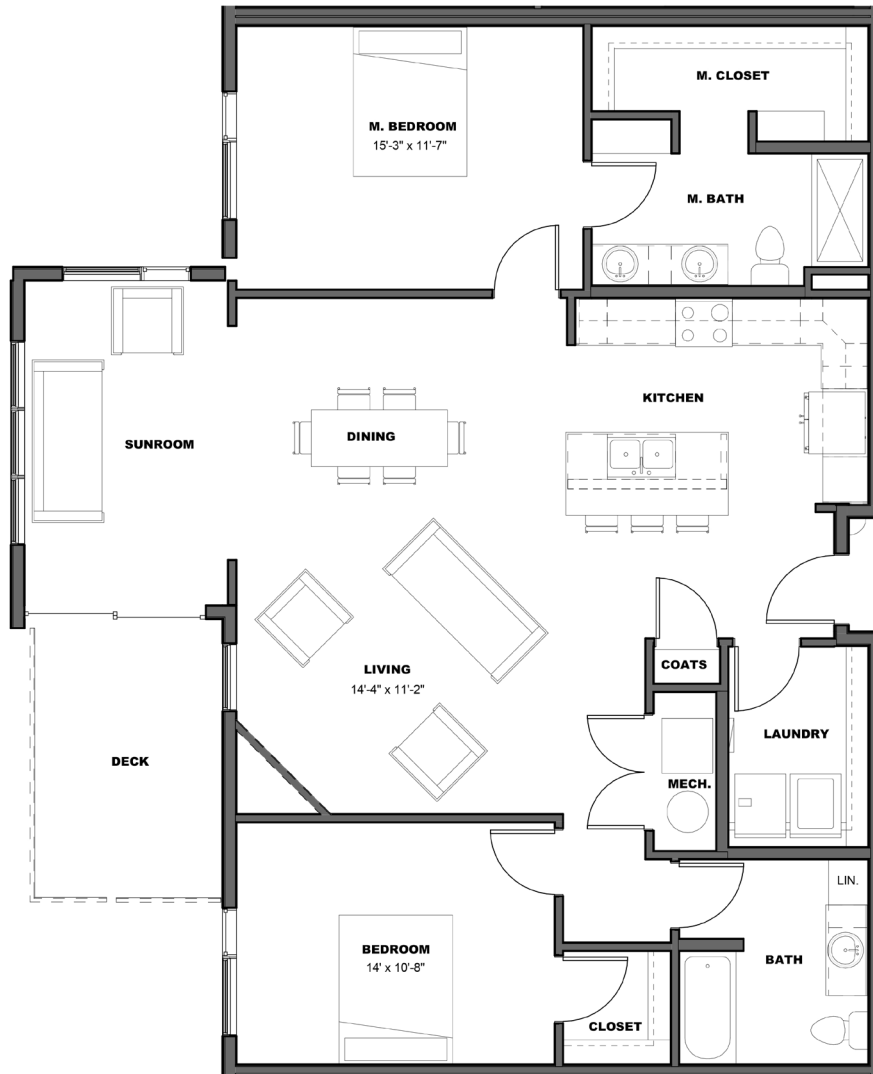 M. CLOSET
M. BEDROOM
15'-3" x 11'-7"
M. BATH
KITCHEN
DINING
SUNROOM
COATS
LIVING
14'-4" x 11'-2"
LAUNDRY
DECK
MECH.
LIN.
BEDROOM
14' x 10'-8"
BATH
CLOSET